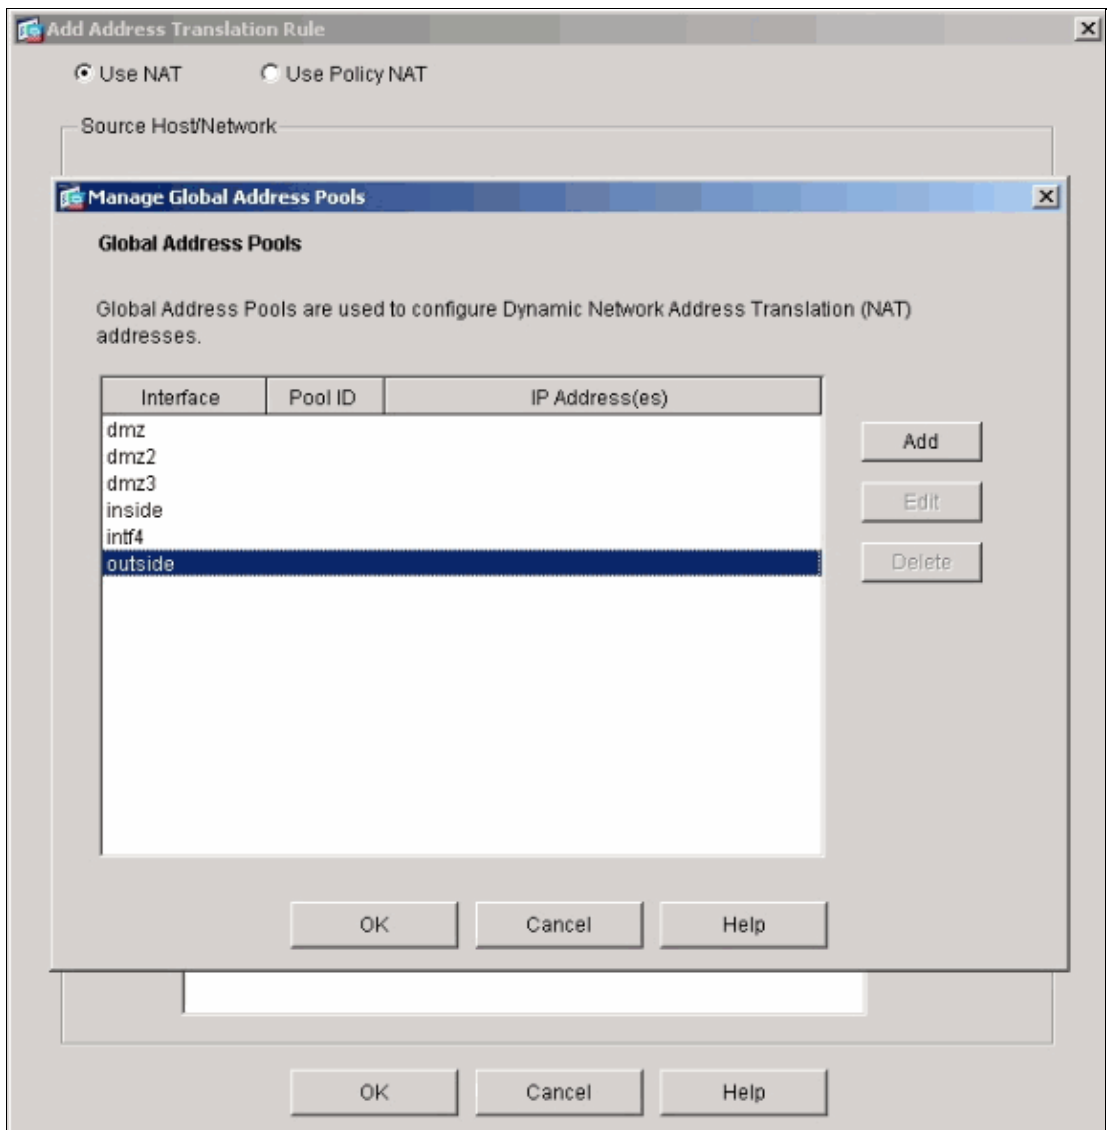 Add Address Translation Rule
Use NAT Use Policy NAT
Source Host/Network
Manage Global Address Pools
Global Address Pools
Global Address Pools are used to configure Dynamic Network Address Translation (NAT)
addresses.
Interface Pool ID IP Address(es)
dmz
dmz2
dmz3
inside
intf4
outside
Add
Edit
Delete
OK Cancel Help
OK Cancel Help